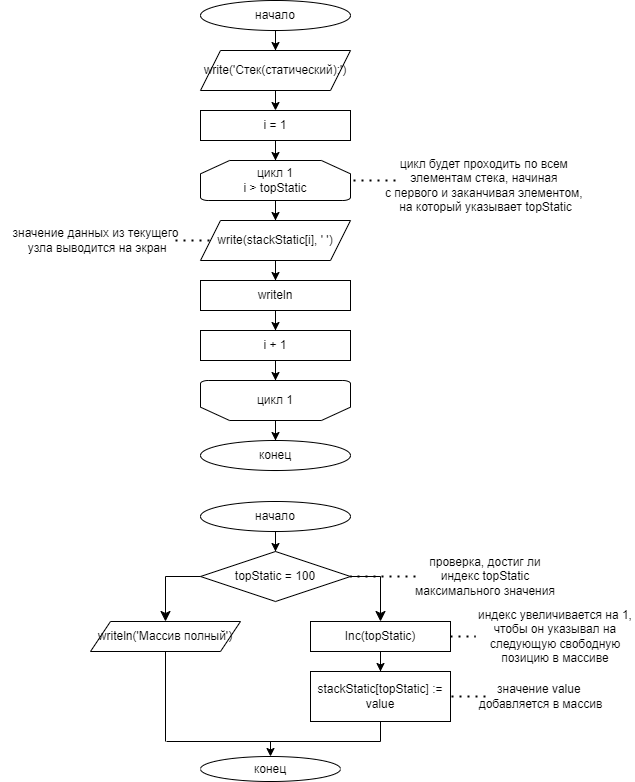 начало
write('Стек(статический):')
i = 1
цикл 1
i > topStatic
цикл будет проходить по всем
элементам стека, начиная
с первого и заканчивая элементом,
на который указывает topStatic
значение данных из текущего
узла выводится на экран
write(stackStatic[i], ' ')
writeln
i + 1
цикл 1
конец
начало
topStatic = 100
проверка, достиг ли
индекс topStatic
максимального значения
writeln('Массив полный')
Inc(topStatic)
индекс увеличивается на 1,
чтобы он указывал на
следующую свободную
позицию в массиве
stackStatic[topStatic] :=
value
значение value
добавляется в массив
конец